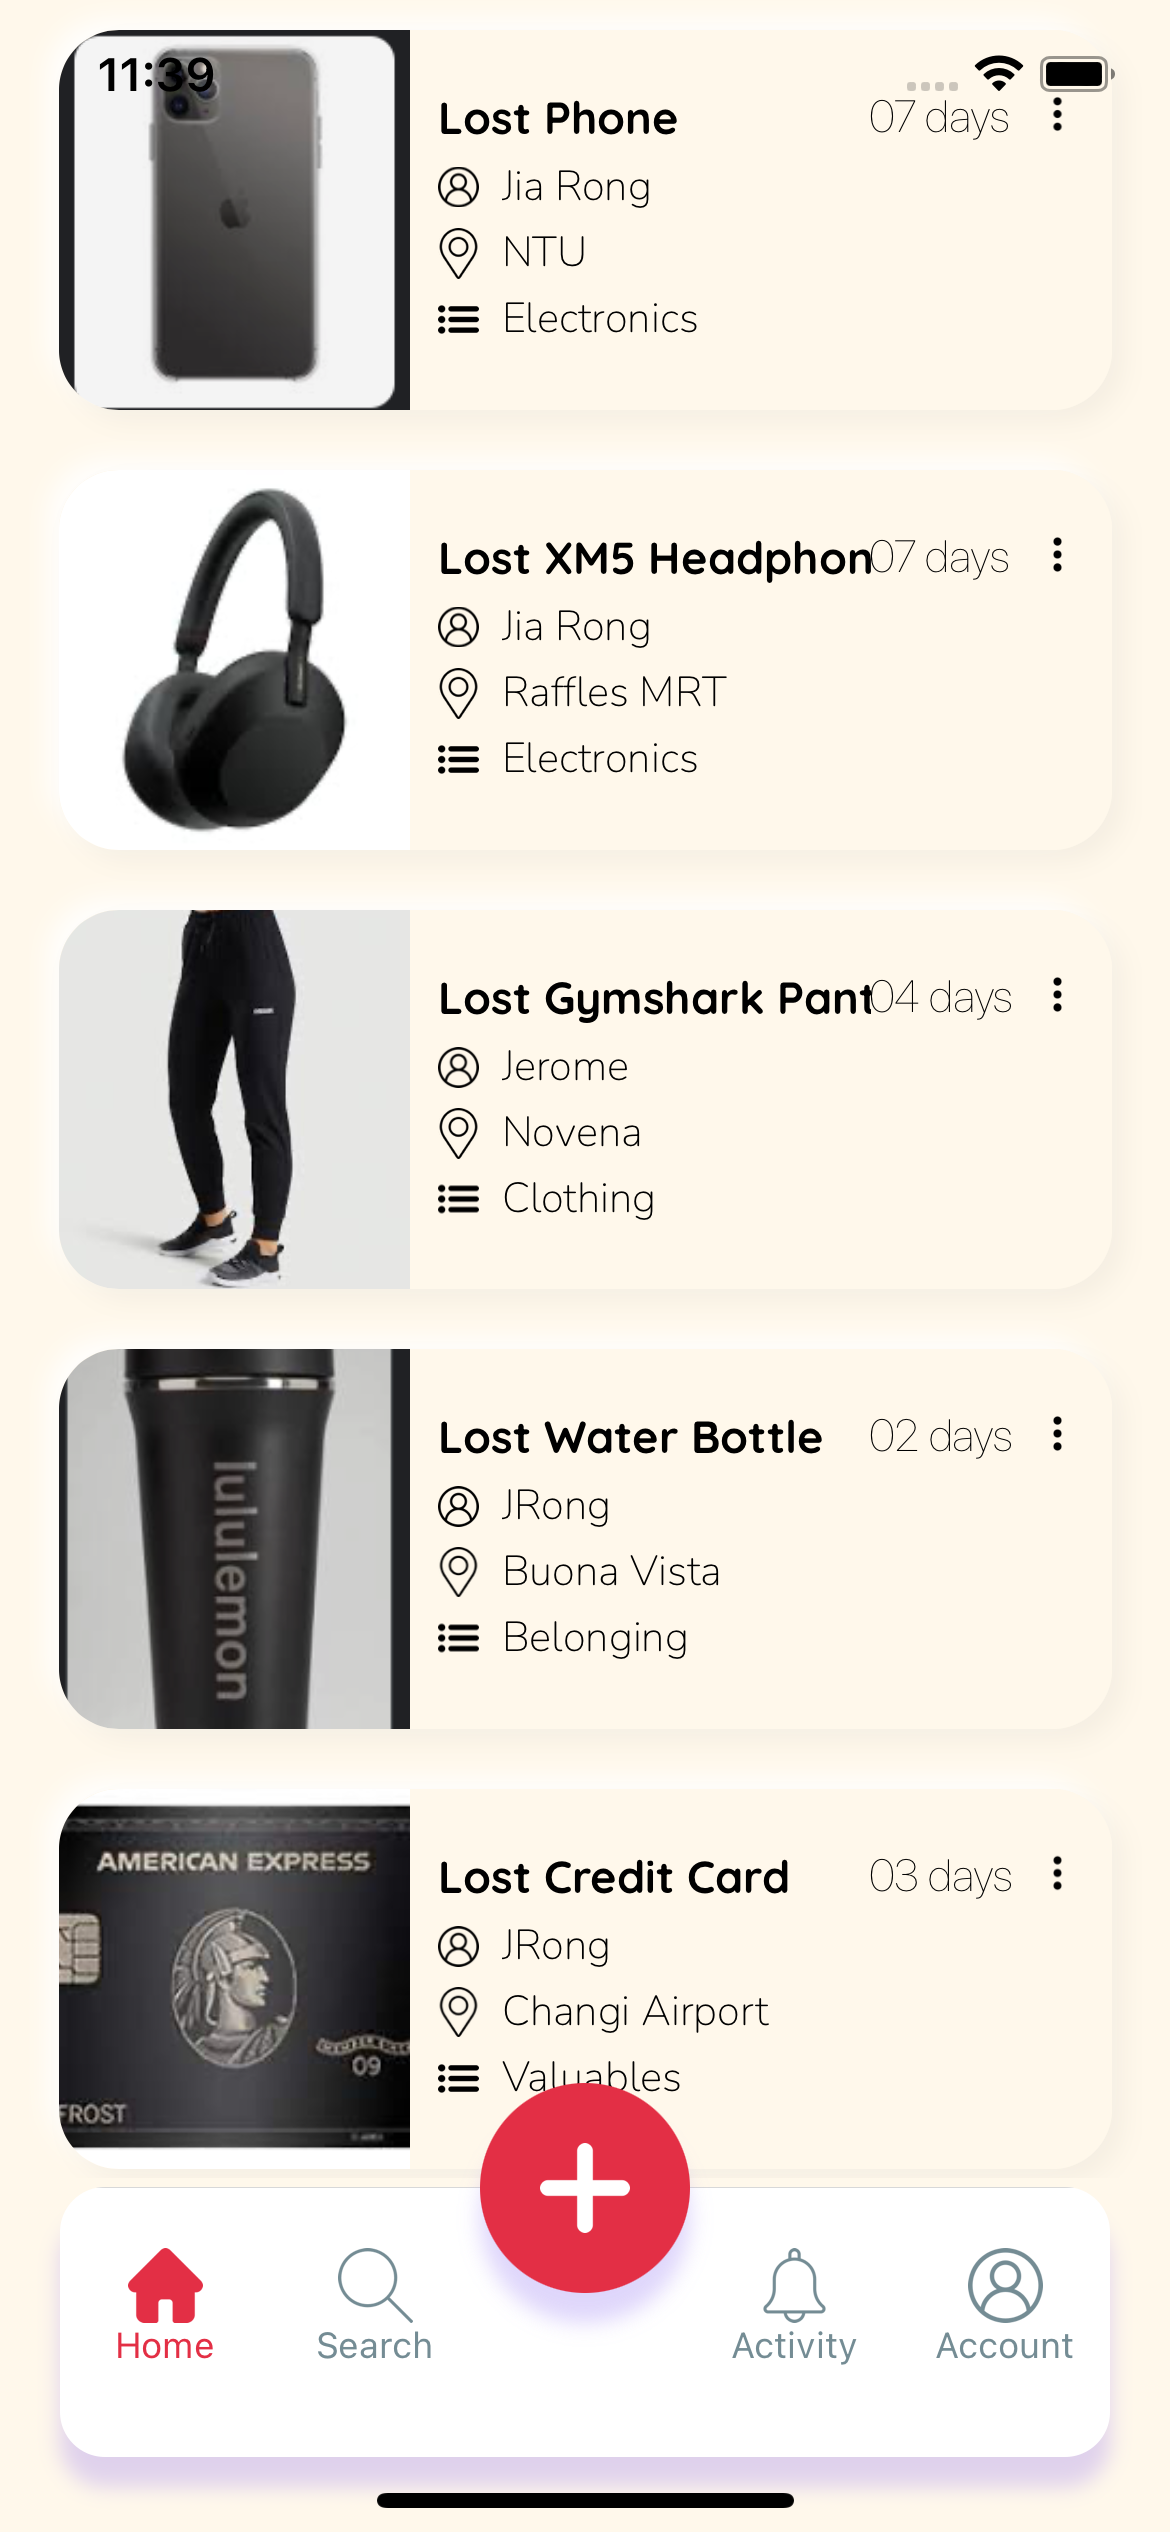 11:39
Lost Phone 07 days
Jia Rong
NTU
Electronics
Lost XM5 Headphon 07 days
Jia Rong
Raffles MRT
Electronics
Lost Gymshark Pant 04 days
Jerome
Novena
Clothing
lululemon
Lost Water Bottle 02 days
JRong
Buona Vista
Belonging
AMERICAN EXPRESS
09
FROST
Lost Credit Card 03 days
JRong
Changi Airport
Valuables
Home
Search
Activity
Account